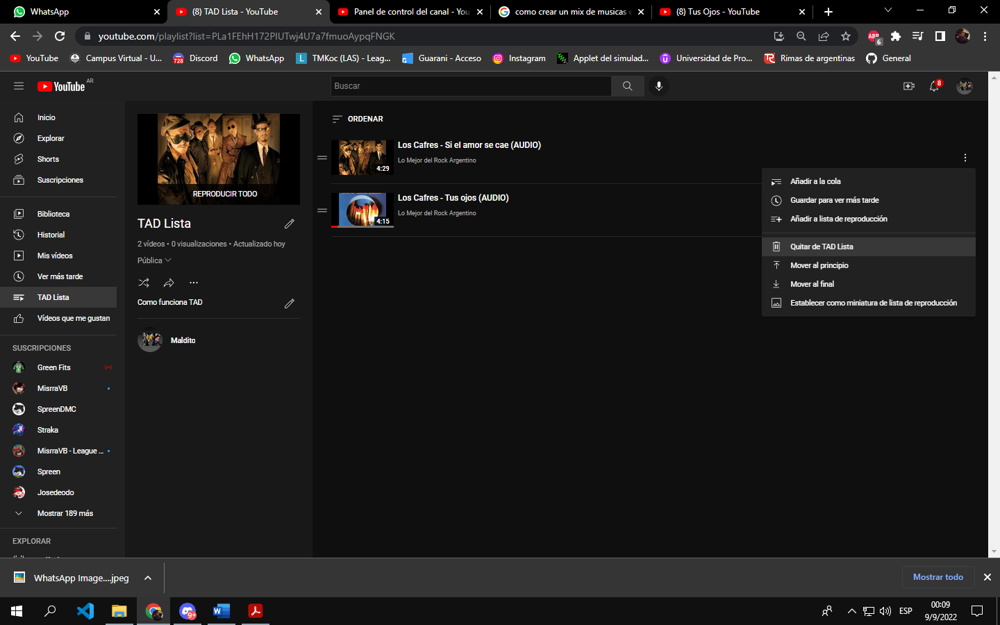 WhatsApp
(8) TAD Lista - YouTube
Panel de control del canal - You
como crear un mix de musicas e
(8) Tus Ojos - YouTube
youtube.com/playlist?list=PLa1FEhH172PIUTwj4U7a7fmuoAypqFNGK
ABP
6
YouTube
Campus Virtual - U...
728
Discord
WhatsApp
L
TMKoc (LAS) - Leag...
Guarani - Acceso
Instagram
Applet del simulad...
Universidad de Pro...
Rimas de argentinas
General
YouTube AR
Buscar
8
Inicio
Explorar
Shorts
Suscripciones
Biblioteca
Historial
Mis vídeos
Ver más tarde
TAD Lista
Vídeos que me gustan
SUSCRIPCIONES
Green Fits
MisrraVB
SpreenDMC
Straka
MisrraVB - League ...
Spreen
Josedeodo
Mostrar 189 más
EXPLORAR
REPRODUCIR TODO
TAD Lista
2 vídeos • 0 visualizaciones • Actualizado hoy
Pública
Como funciona TAD
Maldito
ORDENAR
Los Cafres - Si el amor se cae (AUDIO)
Lo Mejor del Rock Argentino
4:29
Los Cafres - Tus ojos (AUDIO)
Lo Mejor del Rock Argentino
4:15
Añadir a la cola
Guardar para ver más tarde
Añadir a lista de reproducción
Quitar de TAD Lista
Mover al principio
Mover al final
Establecer como miniatura de lista de reproducción
WhatsApp Image....jpeg
Mostrar todo
9+
ESP
00:09
9/9/2022